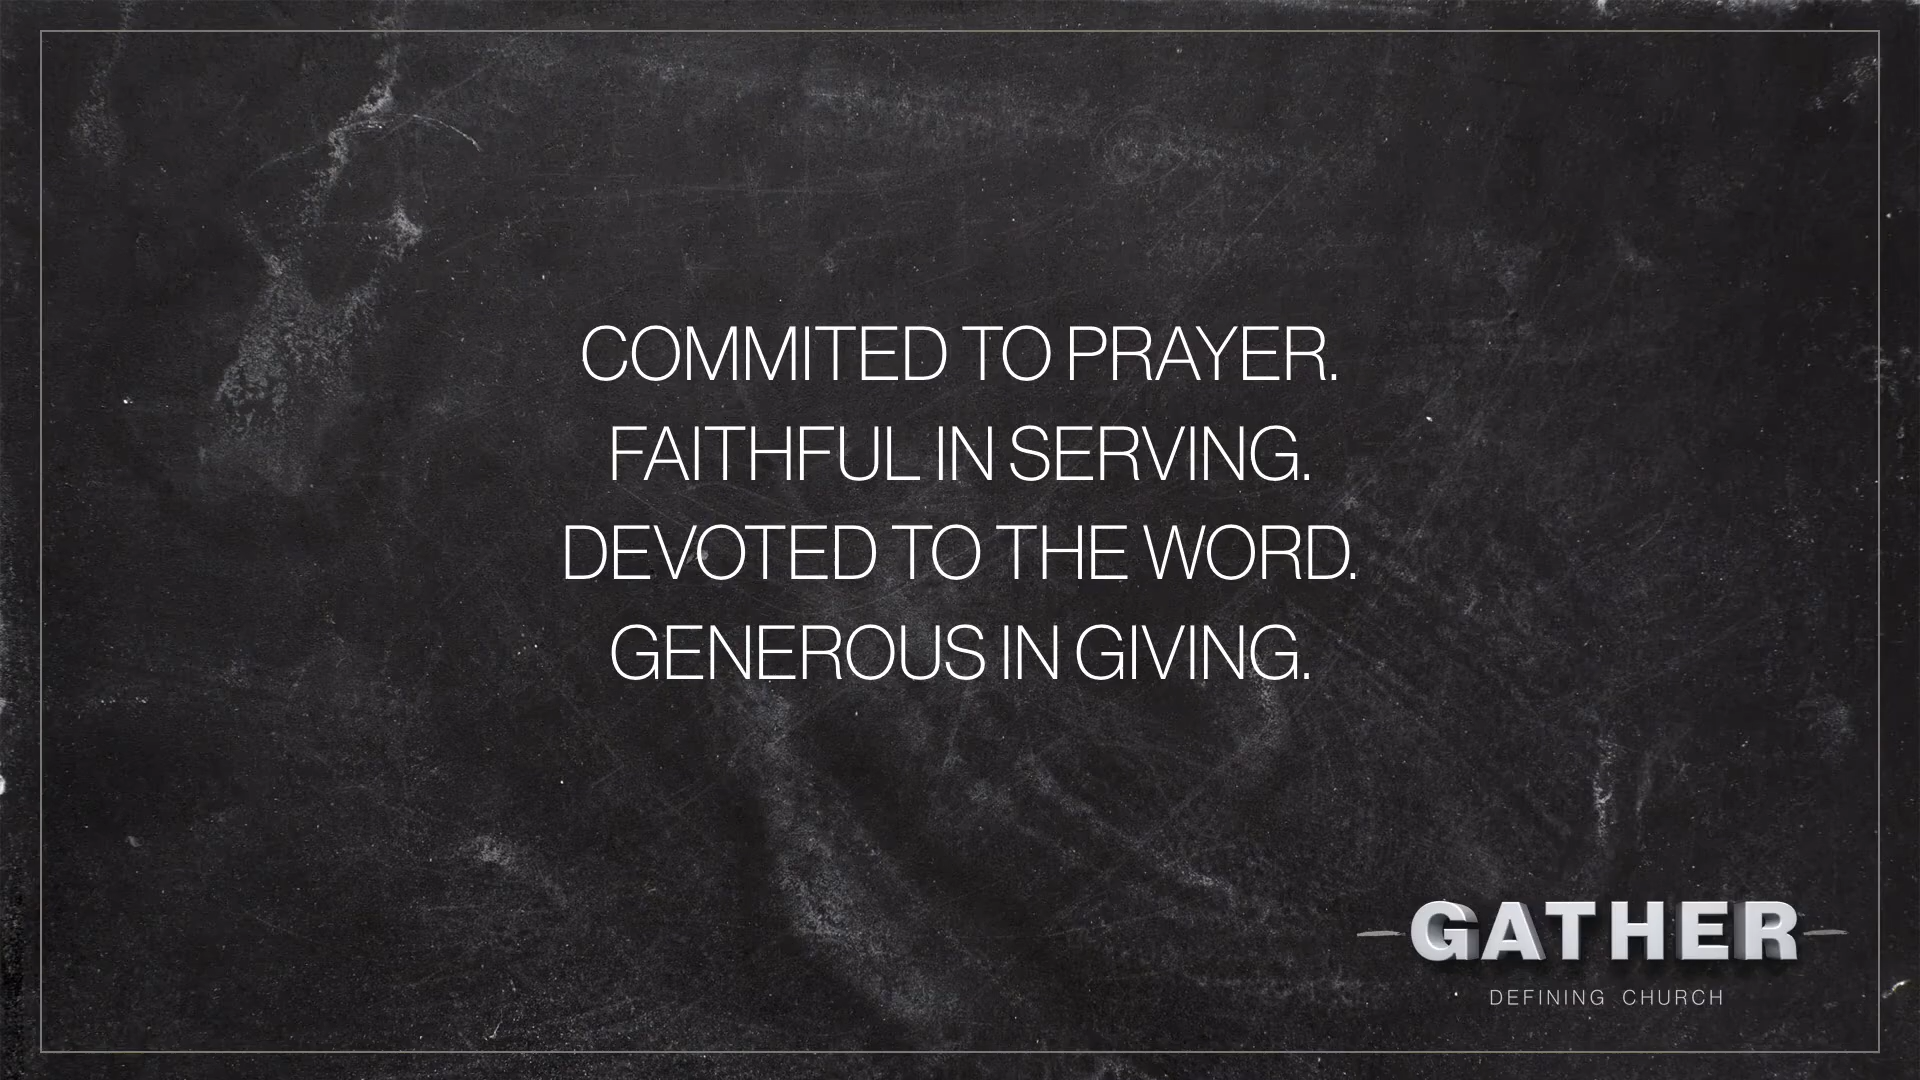 COMMITED TO PRAYER.
FAITHFUL IN SERVING.
DEVOTED TO THE WORD.
GENEROUS IN GIVING.
GATHER
DEFINING CHURCH